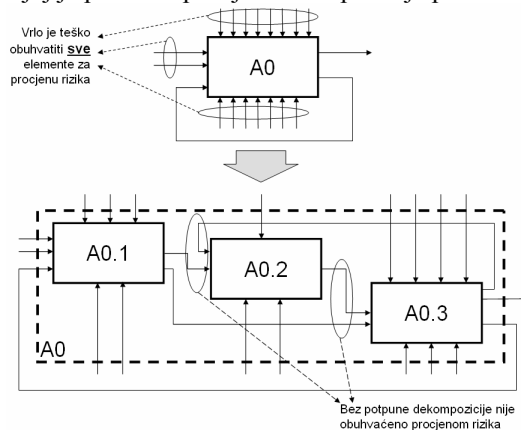 Vrlo je teško
obuhvatiti sve
elemente za
procjenu rizika
A0
A0.1
A0.2
A0.3
A0
Bez potpune dekompozicije nije
obuhvaćeno procjenom rizika